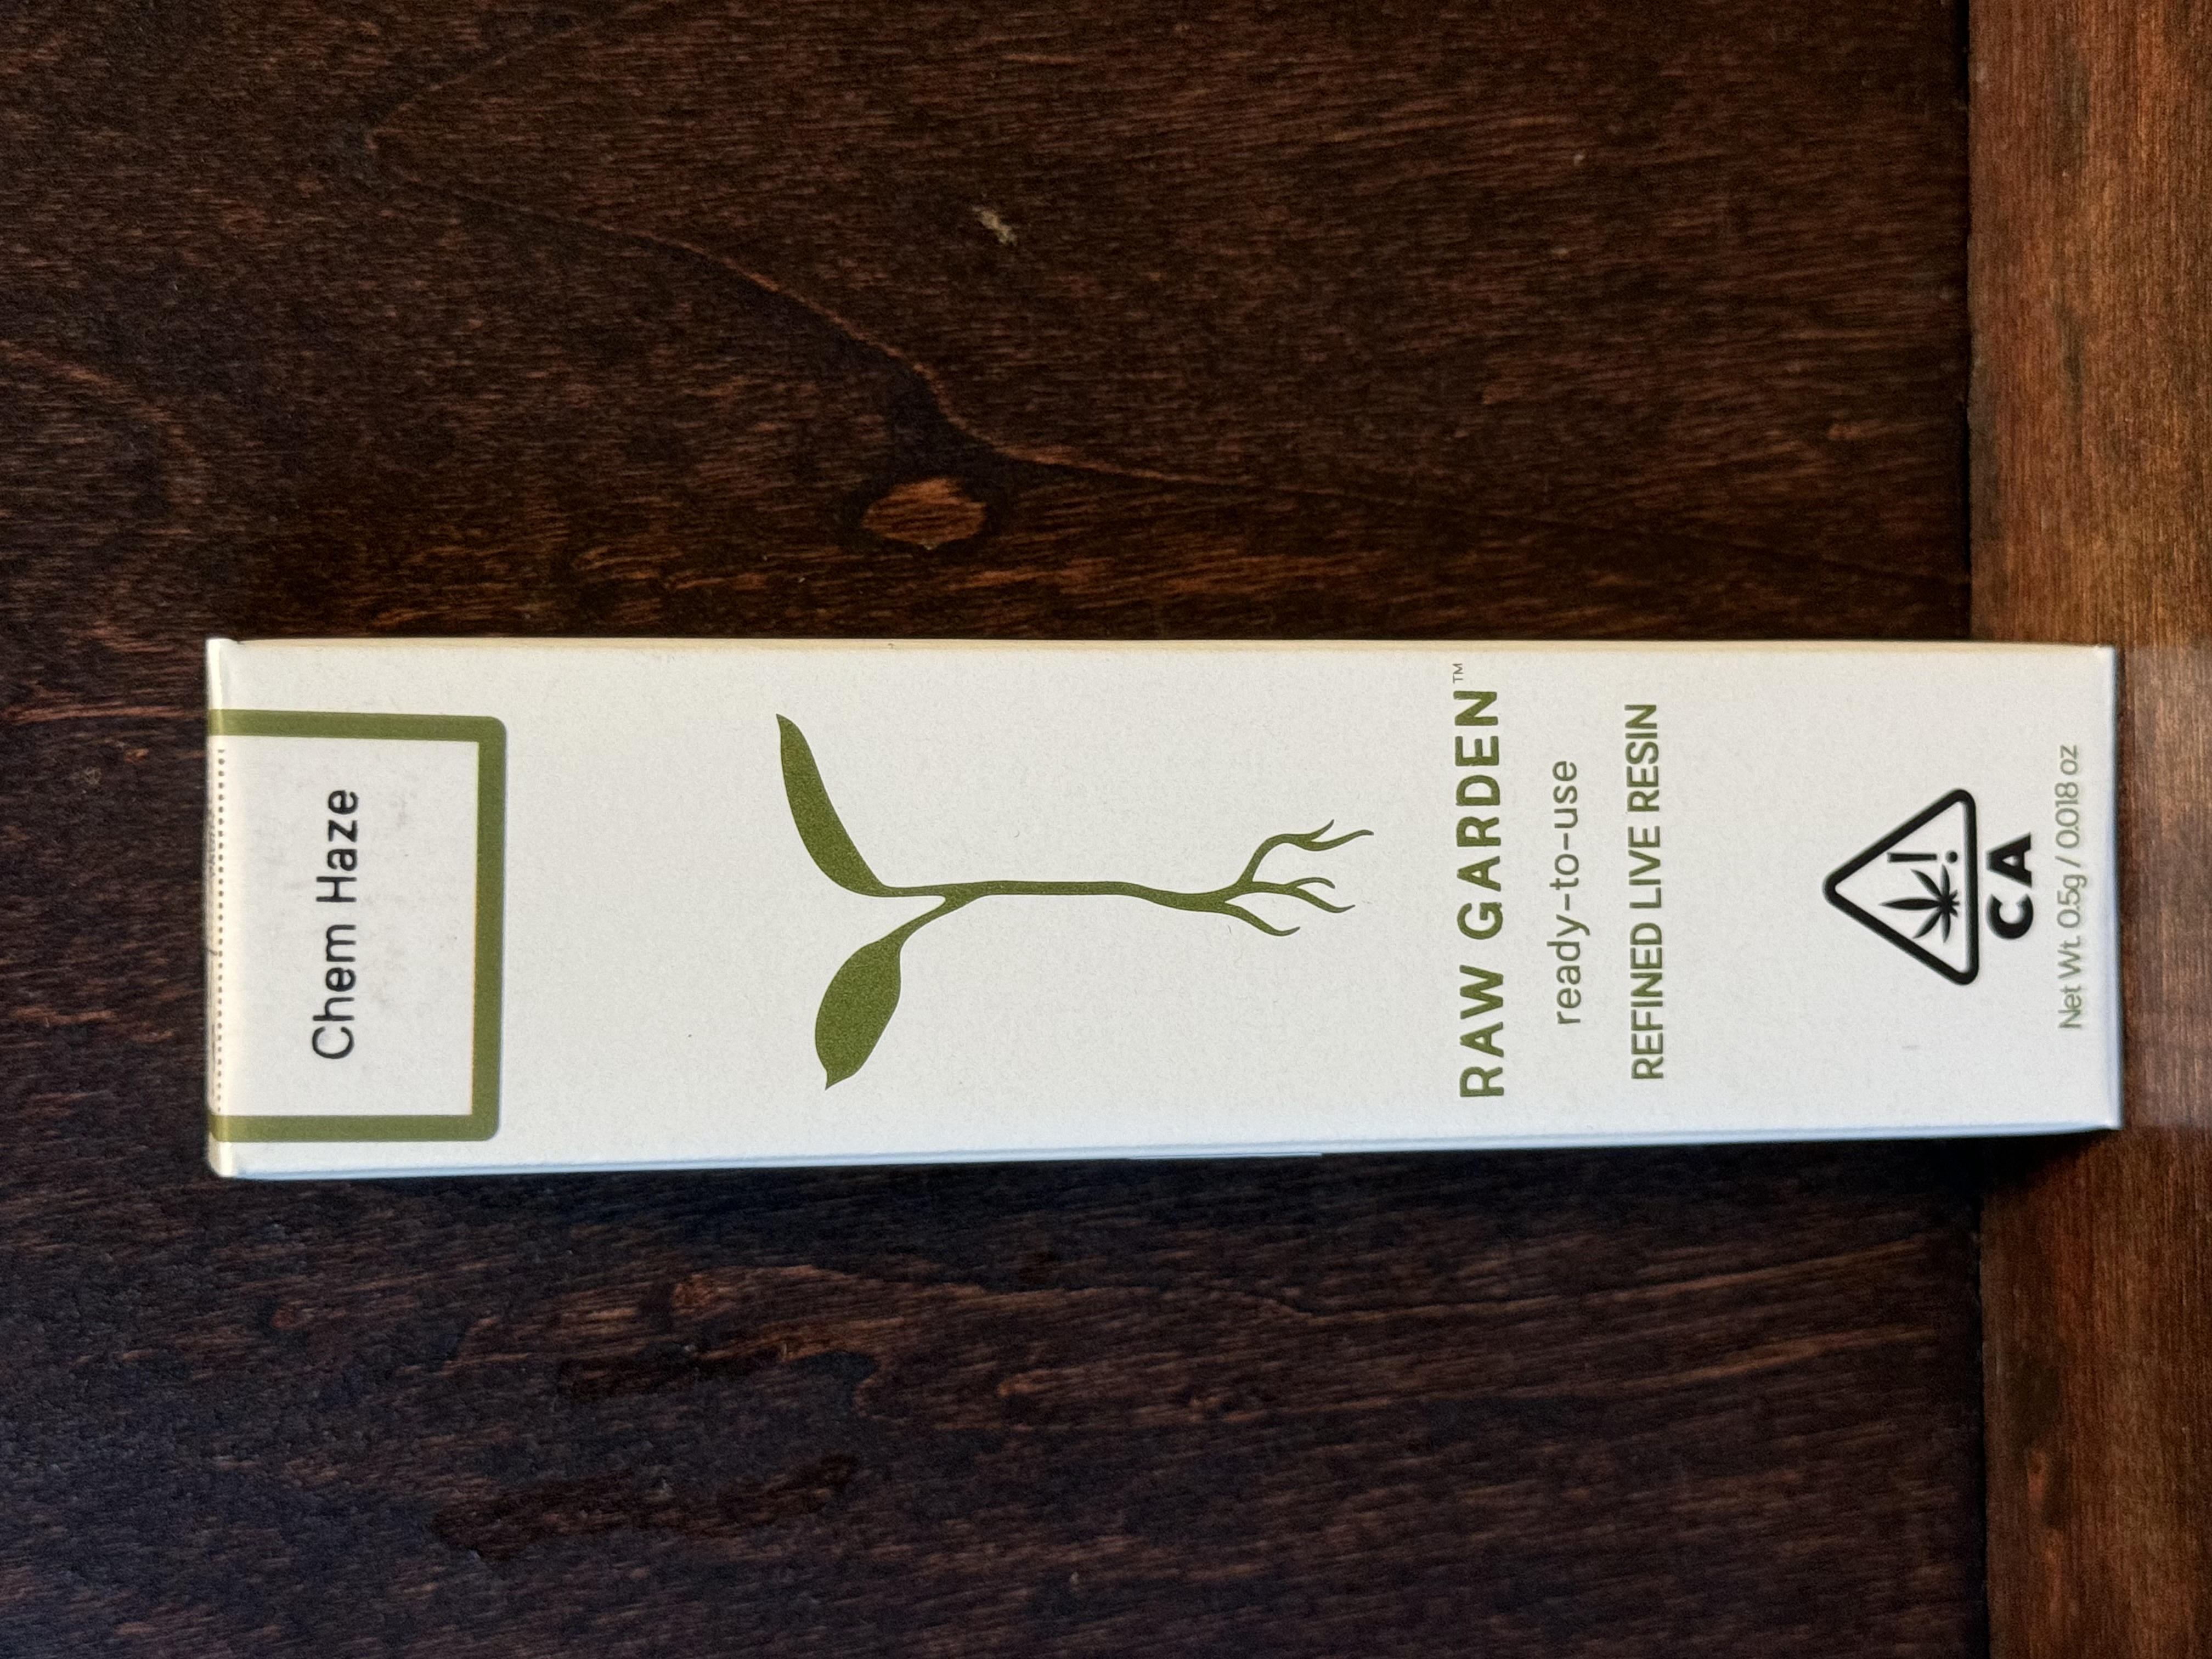 Chem Haze
RAW GARDEN™
ready-to-use
REFINED LIVE RESIN
!
CA
Net Wt. 0.5g / 0.018 oz